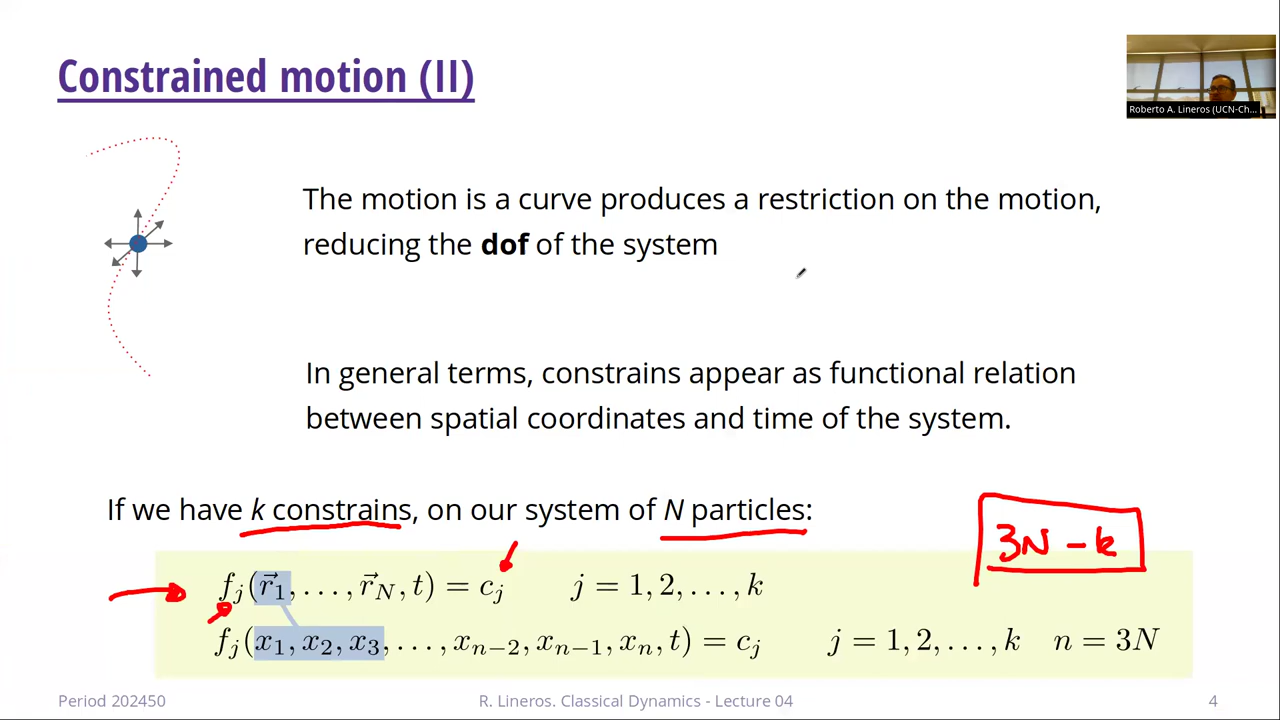 Constrained motion (II)
Roberto A. Lineros (UCN-Ch...
The motion is a curve produces a restriction on the motion,
reducing the dof of the system
In general terms, constrains appear as functional relation
between spatial coordinates and time of the system.
If we have k constrains, on our system of N particles:
3N - k
f_j(\vec{r}_1, ..., \vec{r}_N, t) = c_j   j = 1, 2, ..., k
f_j(x_1, x_2, x_3, ..., x_{n-2}, x_{n-1}, x_n, t) = c_j   j = 1, 2, ..., k   n = 3N
Period 202450   R. Lineros. Classical Dynamics - Lecture 04   4